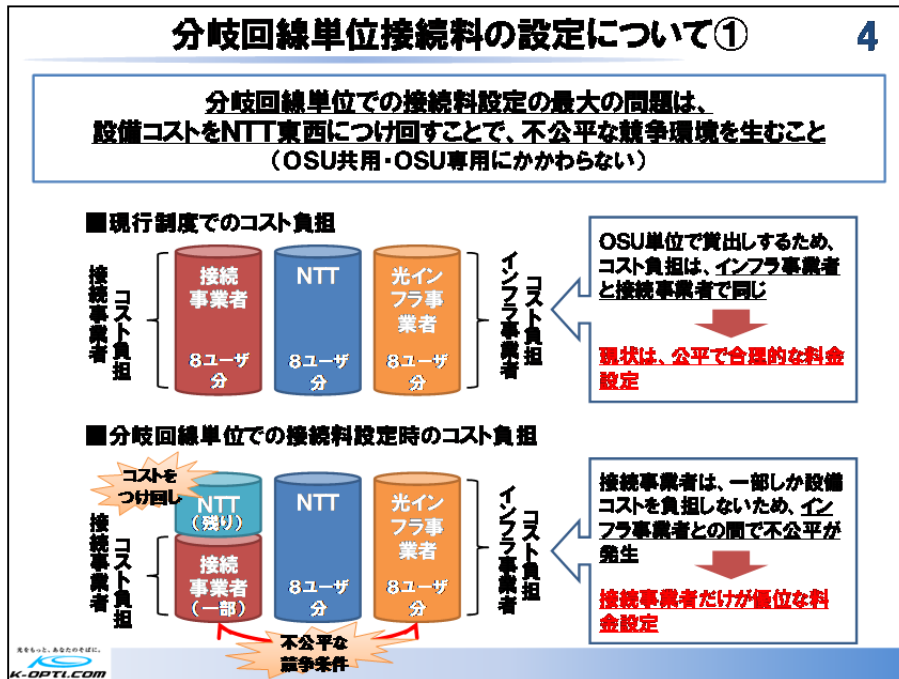 分岐回線単位接続料の設定について①
4
分岐回線単位での接続料設定の最大の問題は、
設備コストをNTT東西につけ回すことで、不公平な競争環境を生むこと
（OSU共用・OSU専用にかかわらない）
■現行制度でのコスト負担
接続事業者
コスト負担
接続
事業者
8ユーザ
分
NTT
8ユーザ
分
光イン
フラ事
業者
8ユーザ
分
インフラ事業者
コスト負担
OSU単位で貸出しするため、
コスト負担は、インフラ事業者
と接続事業者で同じ
現状は、公平で合理的な料金
設定
■分岐回線単位での接続料設定時のコスト負担
コストを
つけ回し
接続事業者
コスト負担
NTT
（残り）
接続
事業者
（一部）
NTT
8ユーザ
分
光イン
フラ事
業者
8ユーザ
分
インフラ事業者
コスト負担
不公平な
競争条件
接続事業者は、一部しか設備
コストを負担しないため、イン
フラ事業者との間で不公平が
発生
接続事業者だけが優位な料
金設定
光をもっと、あなたのそばに。
K-OPTI.COM